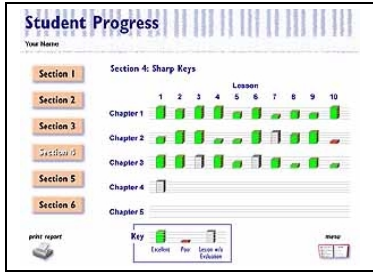 Student Progress
Your Name
Section 1
Section 2
Section 3
Section 4
Section 5
Section 6
Section 4: Sharp Keys
Lesson
1 2 3 4 5 6 7 8 9 10
Chapter 1
Chapter 2
Chapter 3
Chapter 4
Chapter 5
Key
Excellent Poor Lesson w/o
Evaluation
print report
menu